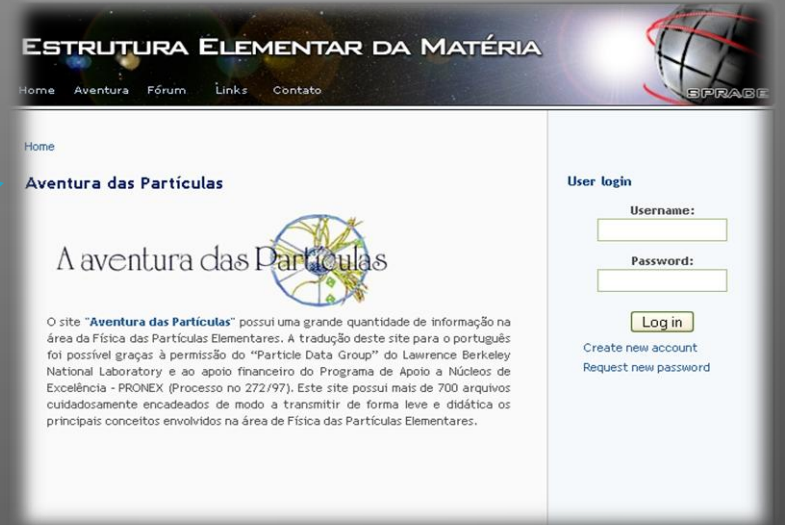 ESTRUTURA ELEMENTAR DA MATÉRIA
Home Aventura Fórum Links Contato
SPRACE
Home
Aventura das Partículas
A aventura das Partículas
O site "Aventura das Partículas" possui uma grande quantidade de informação na
área da Física das Partículas Elementares. A tradução deste site para o português
foi possível graças à permissão do "Particle Data Group" do Lawrence Berkeley
National Laboratory e ao apoio financeiro do Programa de Apoio a Núcleos de
Excelência - PRONEX (Processo no 272/97). Este site possui mais de 700 arquivos
cuidadosamente encadeados de modo a transmitir de forma leve e didática os
principais conceitos envolvidos na área de Física das Partículas Elementares.
User login
Username:
Password:
Log in
Create new account
Request new password